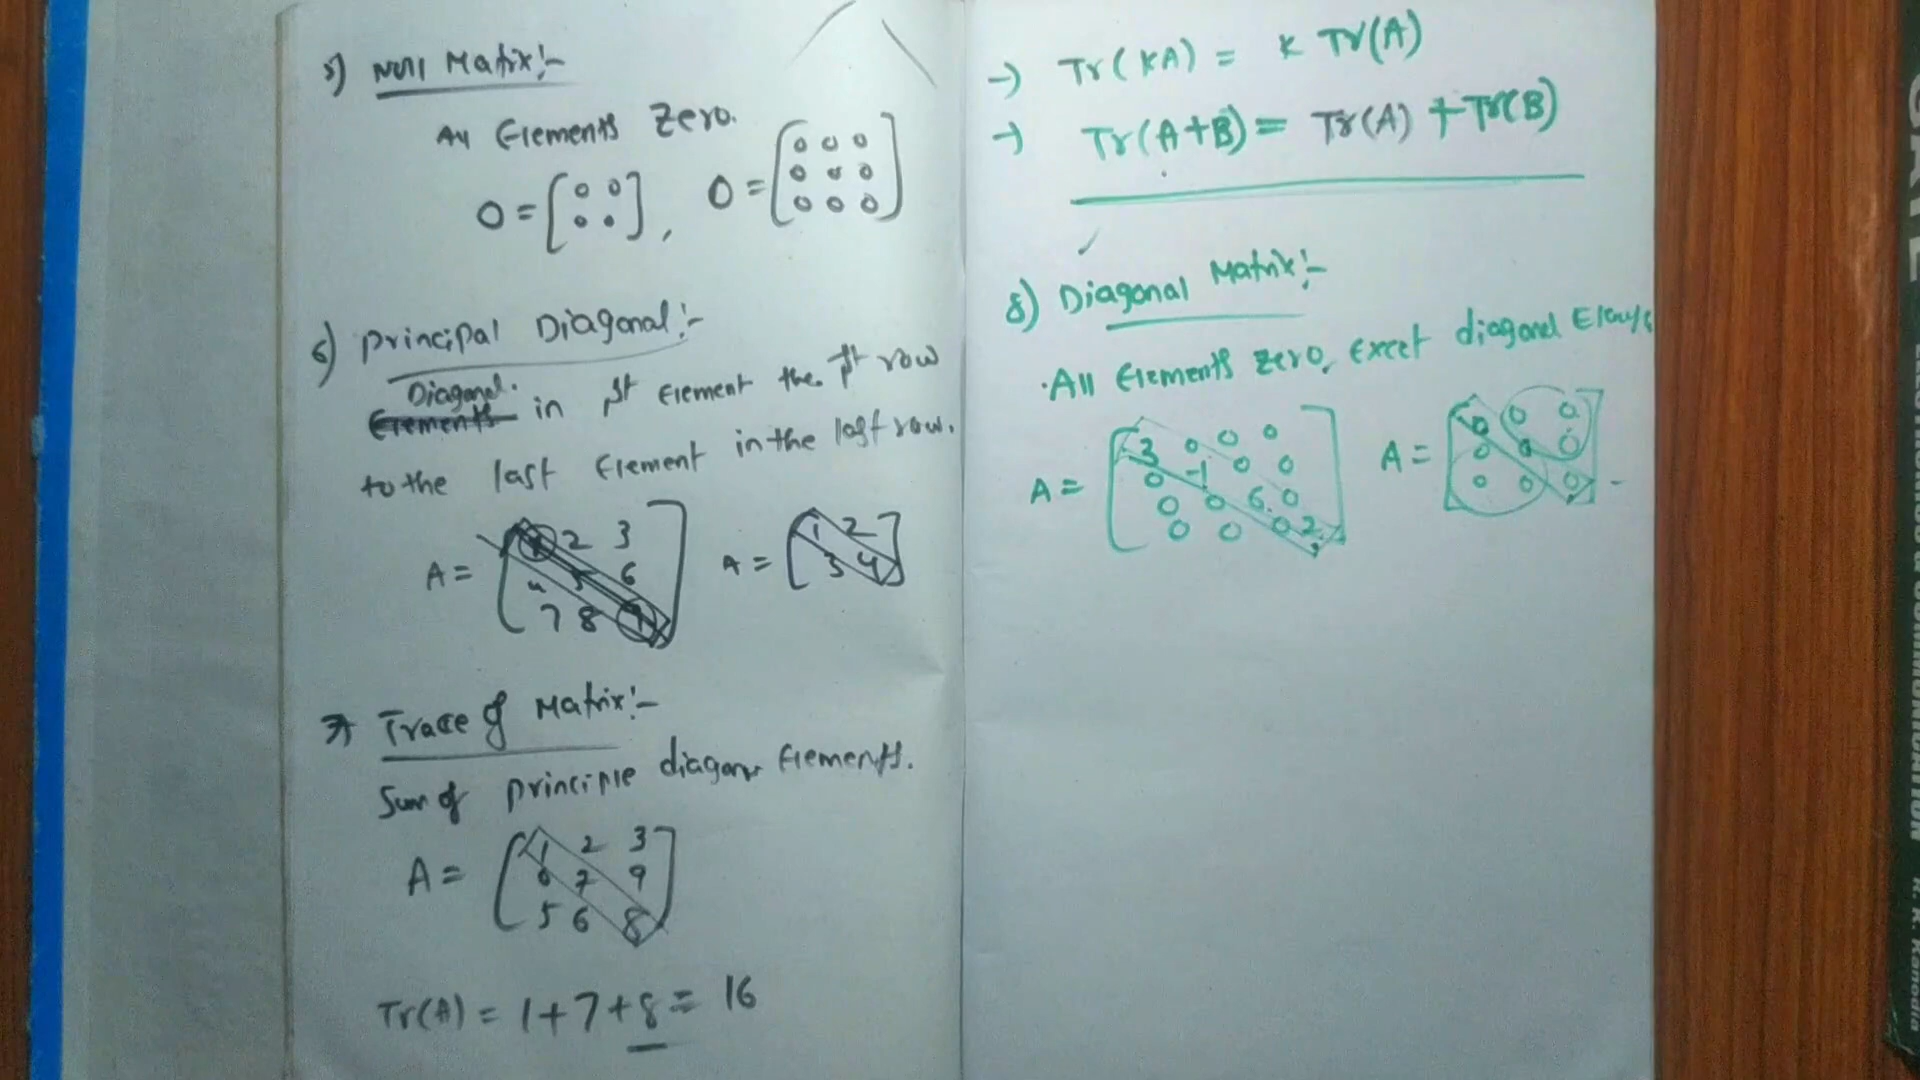 5) Null Matrix:-
All Elements Zero.
0 = [0 0
0 0], 0 = [0 0 0
0 0 0
0 0 0]
6) Principal Diagonal:-
Diagonal.
Elements in 1st Element the 1st row
to the last Element in the last row.
A = [1 2 3
4 5 6
7 8 9] A = [1 2
3 4]
7) Trace of Matrix:-
Sum of principle diagonal Elements.
A = [1 2 3
6 7 9
5 6 8]
Tr(A) = 1+7+8 = 16
-) Tr(KA) = K Tr(A)
-) Tr(A+B) = Tr(A) + Tr(B)
8) Diagonal Matrix:-
All Elements zero, Excet diagonal
A = [3 0 0 0
0 -1 0 0
0 0 6 0
0 0 0 2] A = [0 0 0
0 0 0
0 0 0]
R. K. Kanodia